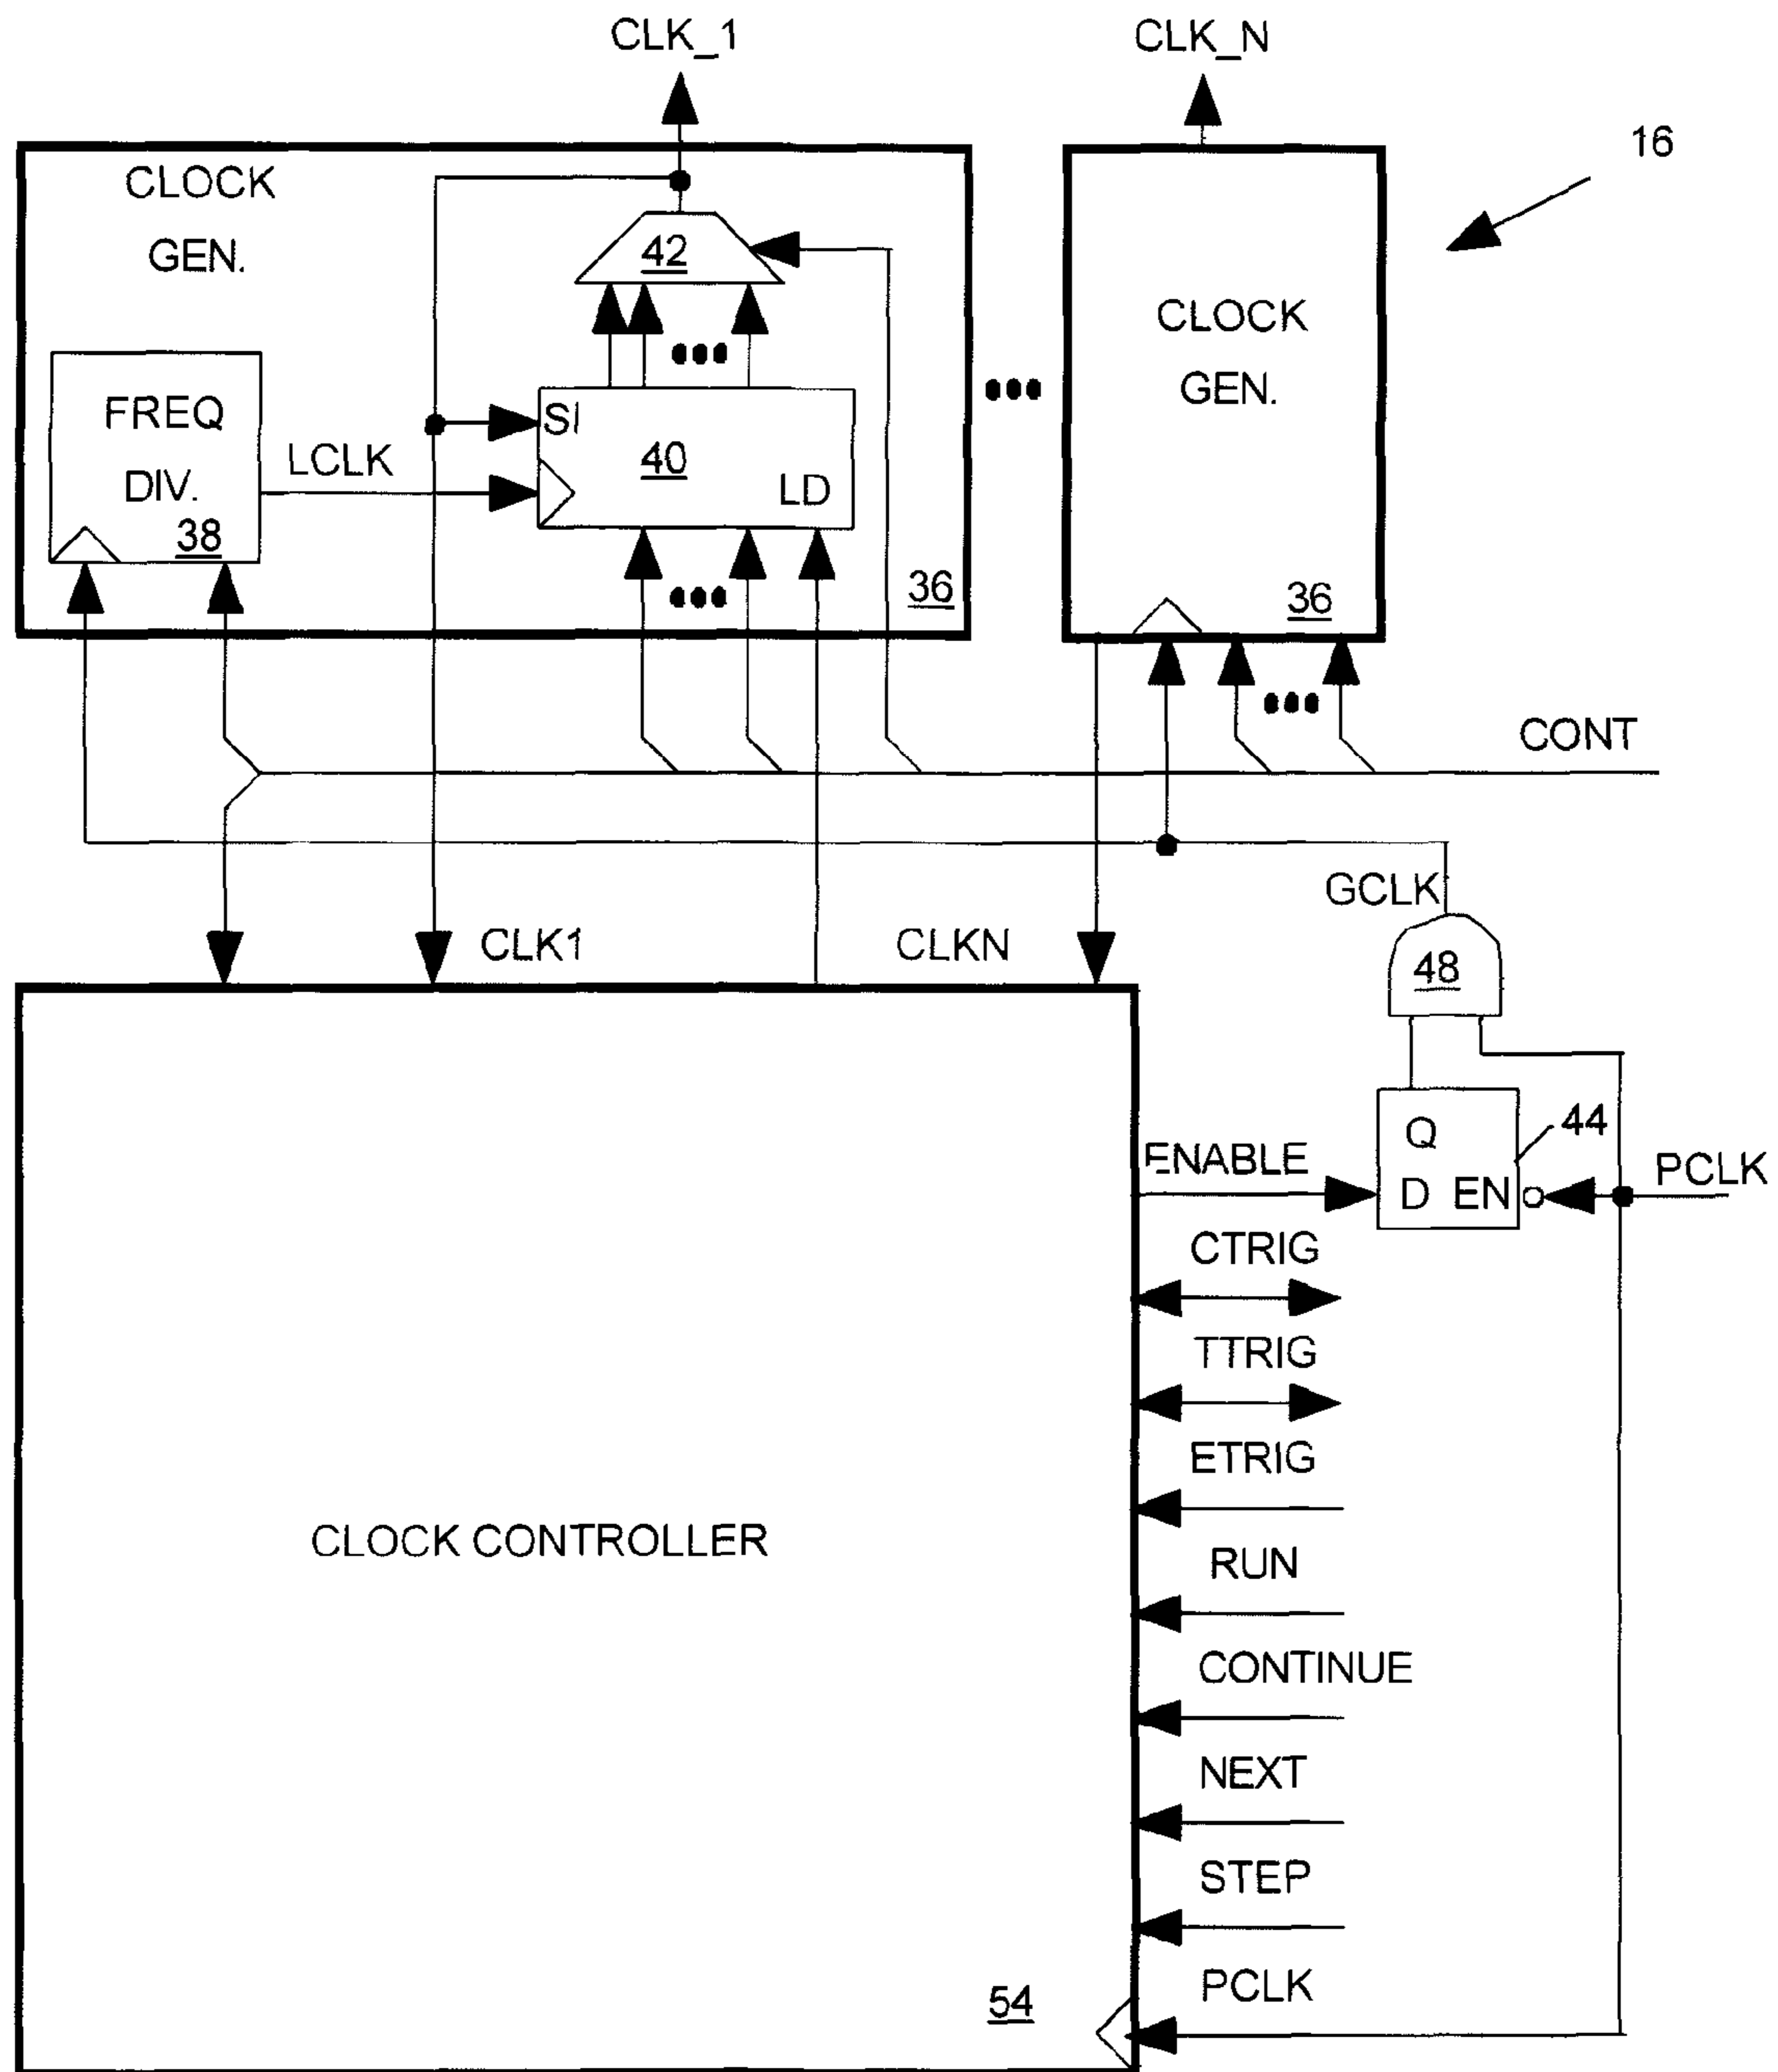 CLK_1
CLK_N
16
CLOCK
GEN.
42
FREQ
DIV.
38
LCLK
SI
40
LD
36
CLOCK
GEN.
36
CONT
GCLK
CLK1
CLKN
48
Q
D EN
44
PCLK
ENABLE
CTRIG
TTRIG
ETRIG
RUN
CONTINUE
NEXT
STEP
PCLK
CLOCK CONTROLLER
54